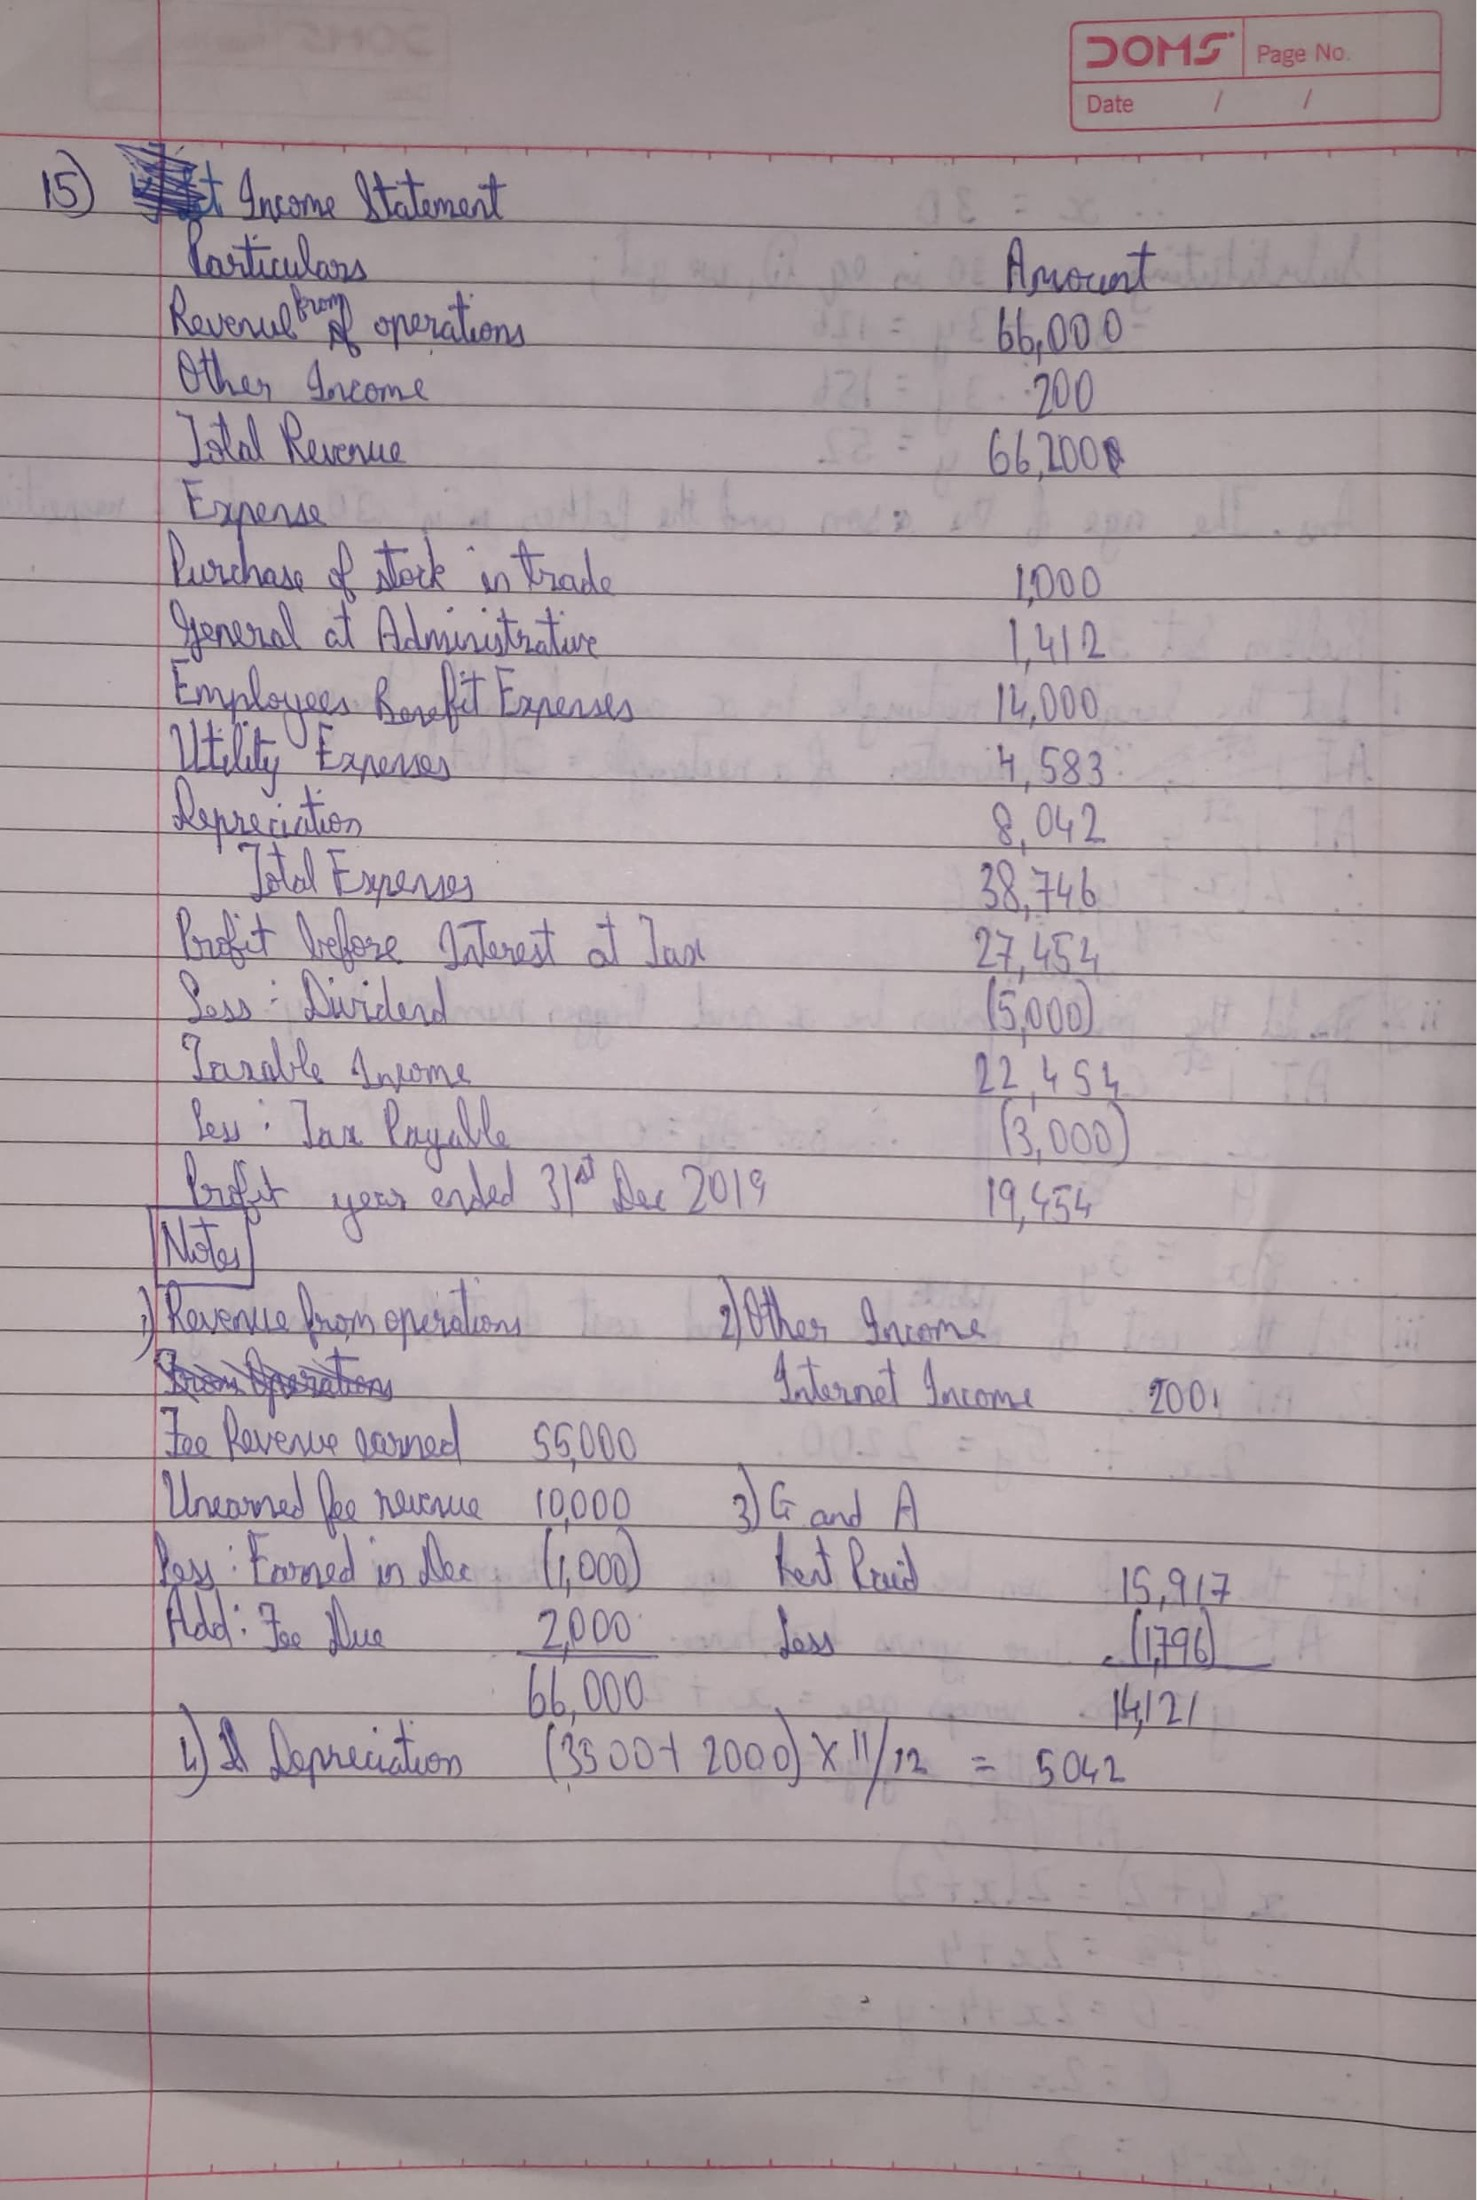 DOMS Page No.
Date / /
15) Income Statement
Particulars Amount
Revenue from operations 66,000
Other Income 200
Total Revenue 66,200
Expense
Purchase of stock in trade 1,000
General at Administrative 1,412
Employees Benefit Expenses 14,000
Utility Expenses 4,583
Depreciation 8,042
Total Expenses 38,746
Profit before Interest at Tax 27,454
Less : Dividend (5,000)
Taxable Income 22,454
Less : Tax Payable (3,000)
Profit year ended 31st Dec 2019 19,454
Notes
1) Revenue from operations 2) Other Income
From Operations Internet Income 200
Fee Revenue earned 55,000
Unearned fee revenue 10,000 3) G and A
Less : Earned in Dec (1,000) Rent Paid 15,917
Add : Fee Due 2,000 Less (1,796)
66,000 14,121
4) Depreciation (3500+ 2000) x 11/12 = 5042